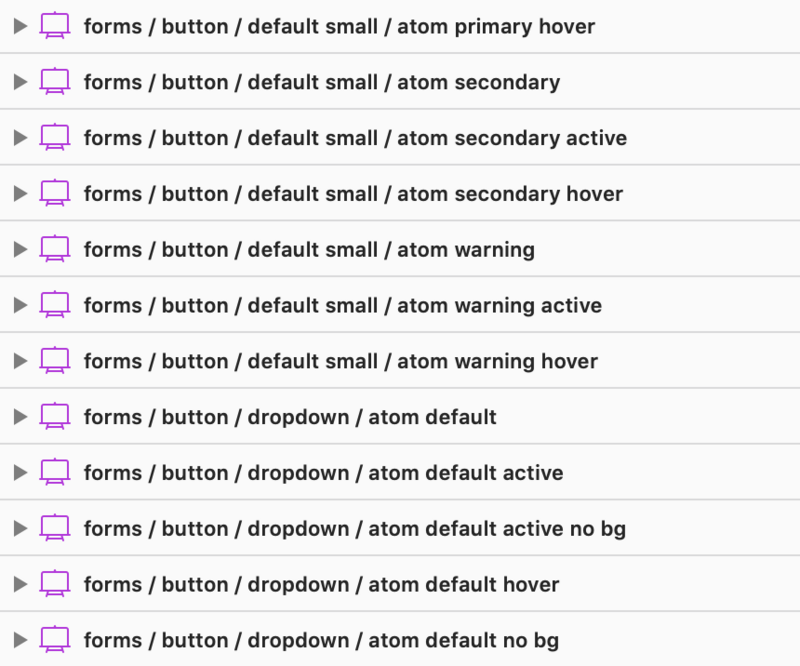 forms / button / default small / atom primary hover
forms / button / default small / atom secondary
forms / button / default small / atom secondary active
forms / button / default small / atom secondary hover
forms / button / default small / atom warning
forms / button / default small / atom warning active
forms / button / default small / atom warning hover
forms / button / dropdown / atom default
forms / button / dropdown / atom default active
forms / button / dropdown / atom default active no bg
forms / button / dropdown / atom default hover
forms / button / dropdown / atom default no bg